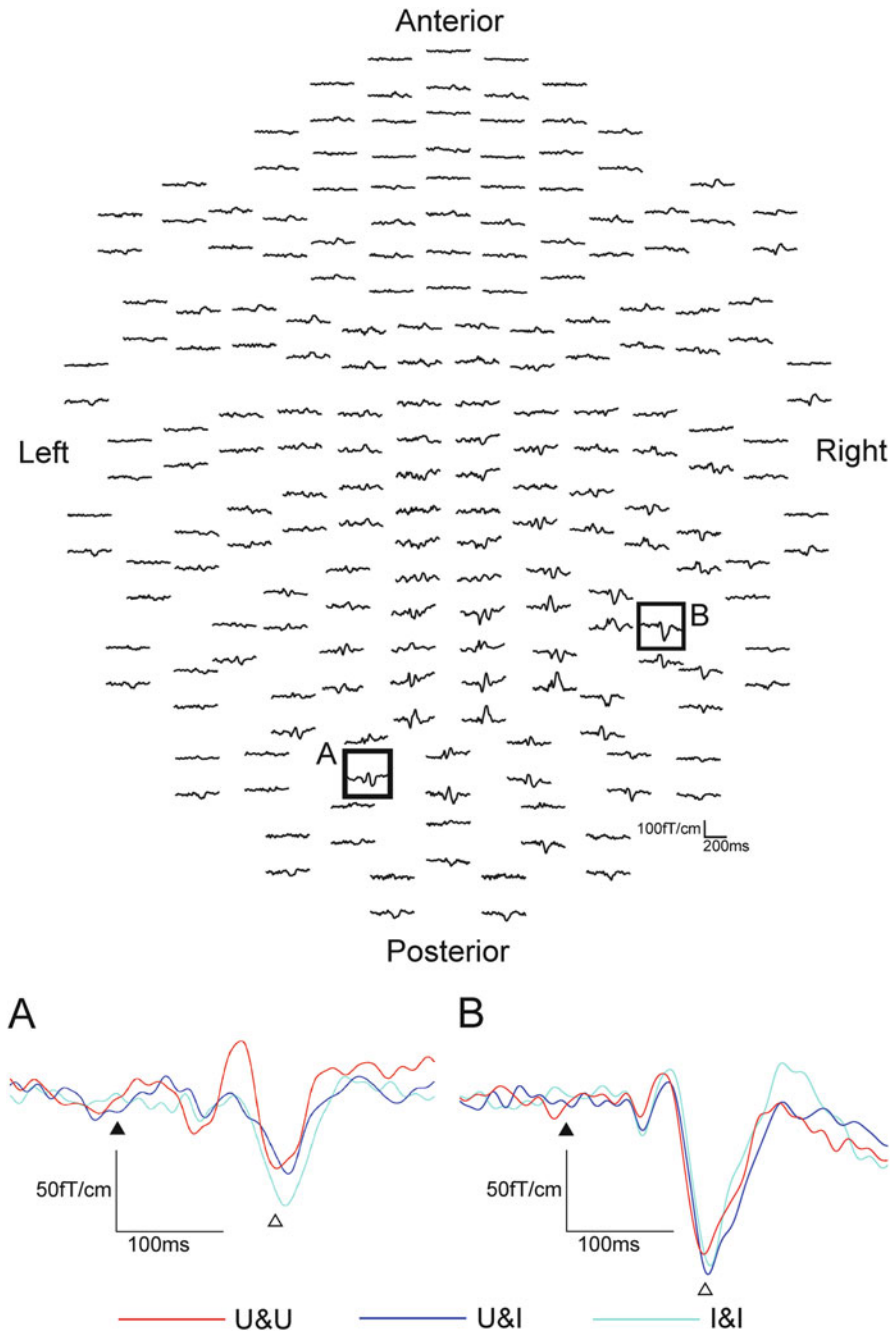 Anterior
Left
Right
B
A
100fT/cm
200ms
Posterior
A
B
50fT/cm
100ms
50fT/cm
100ms
U&U
U&I
I&I